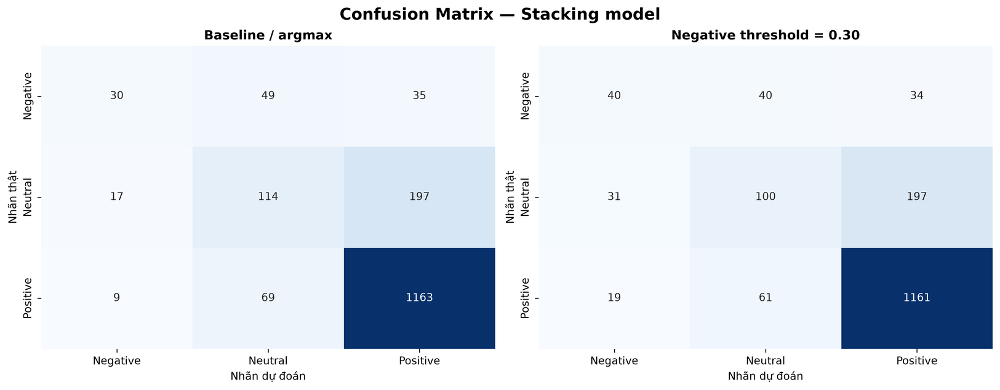 Confusion Matrix — Stacking model
Baseline / argmax
Nhãn thật
Negative
30 49 35
Neutral
17 114 197
Positive
9 69 1163
Negative Neutral Positive
Nhãn dự đoán
Negative threshold = 0.30
Nhãn thật
Negative
40 40 34
Neutral
31 100 197
Positive
19 61 1161
Negative Neutral Positive
Nhãn dự đoán